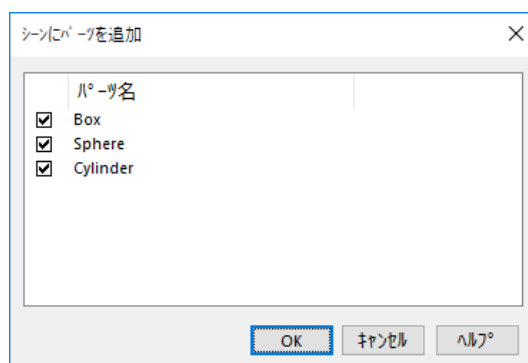 ｼｰﾝにﾊﾟｰﾂを追加
ﾊﾟｰﾂ名
Box
Sphere
Cylinder
OK ｷｬﾝｾﾙ ﾍﾙﾌﾟ